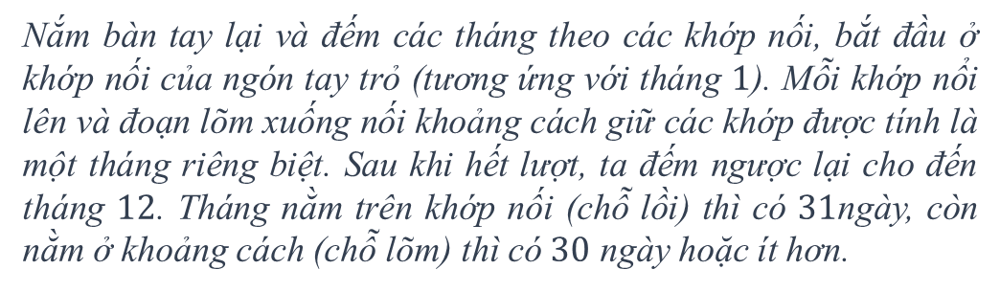 Nắm bàn tay lại và đếm các tháng theo các khớp nối, bắt đầu ở
khớp nối của ngón tay trỏ (tương ứng với tháng 1). Mỗi khớp nổi
lên và đoạn lõm xuống nối khoảng cách giữ các khớp được tính là
một tháng riêng biệt. Sau khi hết lượt, ta đếm ngược lại cho đến
tháng 12. Tháng nằm trên khớp nối (chỗ lồi) thì có 31ngày, còn
nằm ở khoảng cách (chỗ lõm) thì có 30 ngày hoặc ít hơn.